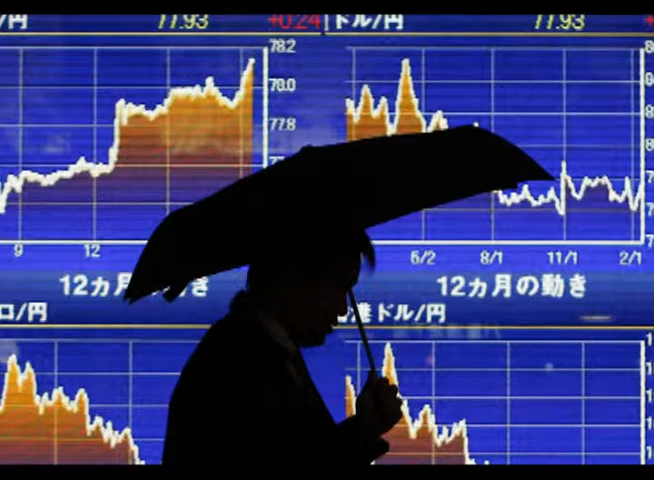 /円 77.93 +0.24 ドル/円 77.93
78.2
78.0
77.8
9 12
6/2 8/1 11/1 2/1
12カ月の動き 12カ月の動き
ロ/円 港ドル/円